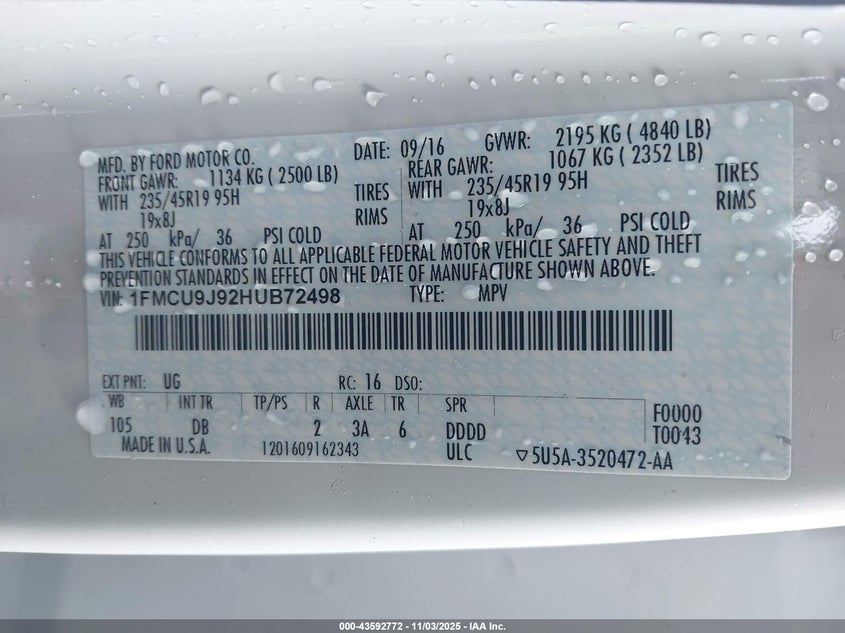 MFD. BY FORD MOTOR CO. DATE: 09/16 GVWR: 2195 KG ( 4840 LB)
FRONT GAWR: 1134 KG ( 2500 LB) REAR GAWR: 1067 KG ( 2352 LB)
WITH 235/45R19 95H TIRES WITH 235/45R19 95H TIRES
19x8J RIMS 19x8J RIMS
AT 250 kPa/ 36 PSI COLD AT 250 kPa/ 36 PSI COLD
THIS VEHICLE CONFORMS TO ALL APPLICABLE FEDERAL MOTOR VEHICLE SAFETY AND THEFT
PREVENTION STANDARDS IN EFFECT ON THE DATE OF MANUFACTURE SHOWN ABOVE.
VIN: 1FMCU9J92HUB72498 TYPE: MPV
EXT PNT: UG RC: 16 DSO:
WB INT TR TP/PS R AXLE TR SPR F0000
105 DB 2 3A 6 DDDD T0043
MADE IN U.S.A. 1201609162343 ULC ▽5U5A-3520472-AA
000-43592772 - 11/03/2025 - IAA Inc.